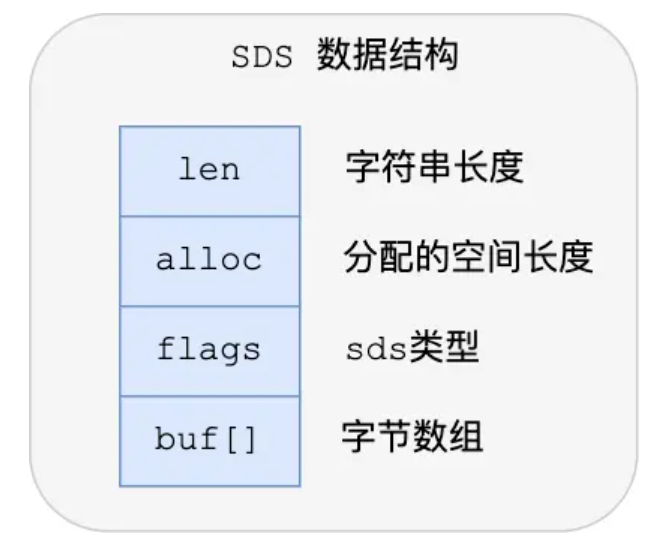 SDS 数据结构
len 字符串长度
alloc 分配的空间长度
flags sds类型
buf[] 字节数组